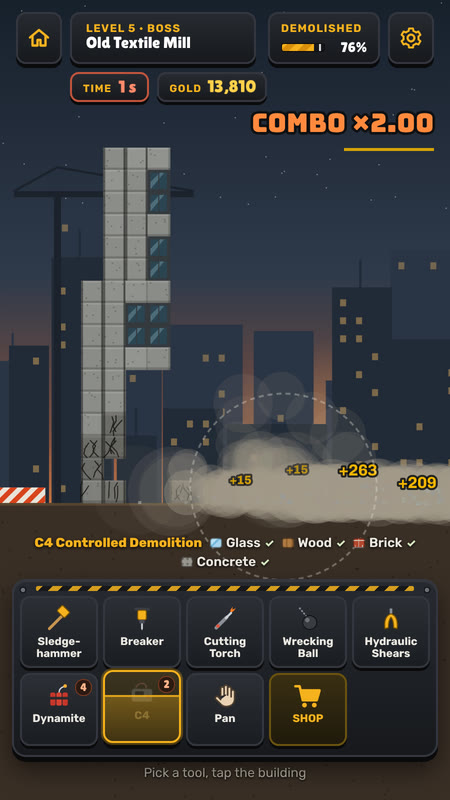 LEVEL 5 • BOSS
Old Textile Mill
DEMOLISHED
76%
TIME 1 s
GOLD 13,810
COMBO ×2.00
+15
+15
+263
+209
C4 Controlled Demolition Glass ✓ Wood ✓ Brick ✓
Concrete ✓
Sledge-
hammer
Breaker
Cutting
Torch
Wrecking
Ball
Hydraulic
Shears
4
Dynamite
2
C4
Pan
SHOP
Pick a tool, tap the building